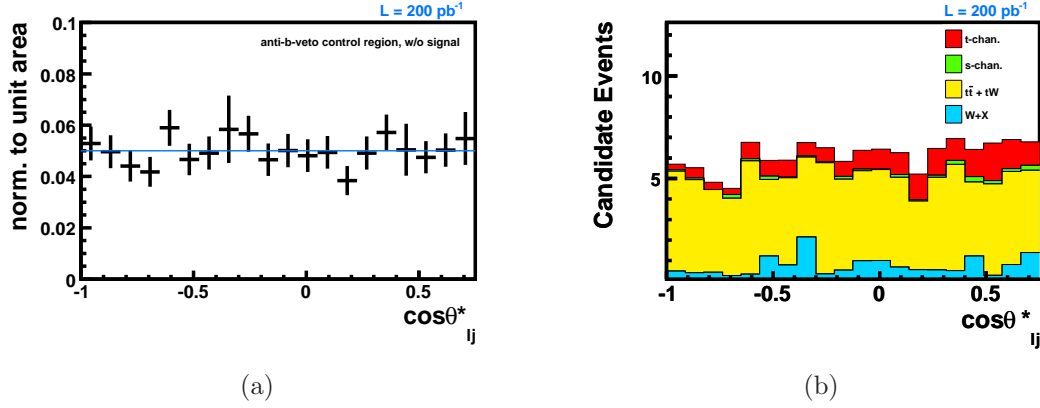 L = 200 pb-1
anti-b-veto control region, w/o signal
norm. to unit area
0.1
0.08
0.06
0.04
0.02
0
-1
-0.5
0
0.5
cosθ*lj
(a)
L = 200 pb-1
t-chan.
s-chan.
tt̄ + tW
W+X
Candidate Events
10
5
-1
-0.5
0
0.5
cosθ *lj
(b)